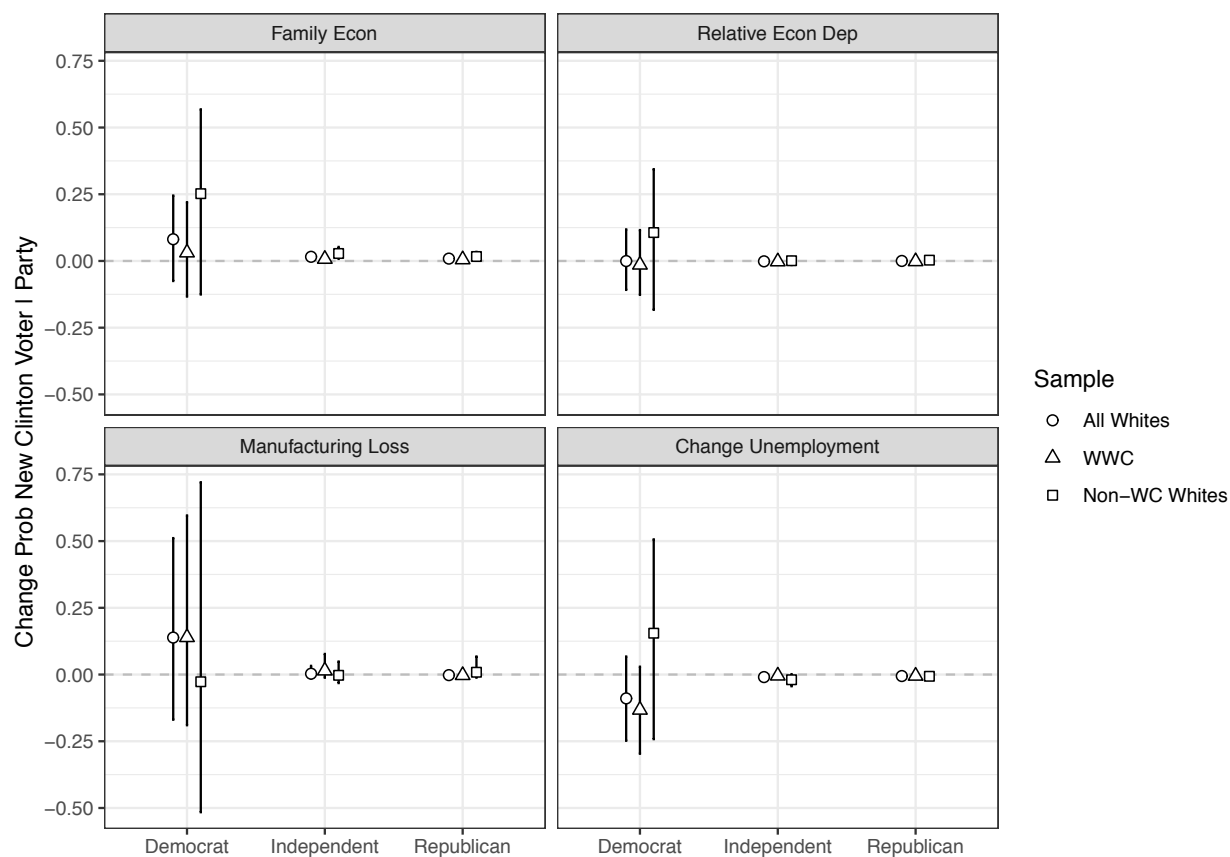 Family Econ
Relative Econ Dep
0.75
0.50
0.25
0.00
−0.25
−0.50
Manufacturing Loss
Change Unemployment
0.75
0.50
0.25
0.00
−0.25
−0.50
Democrat Independent Republican
Democrat Independent Republican
Change Prob New Clinton Voter | Party
Sample
All Whites
WWC
Non−WC Whites